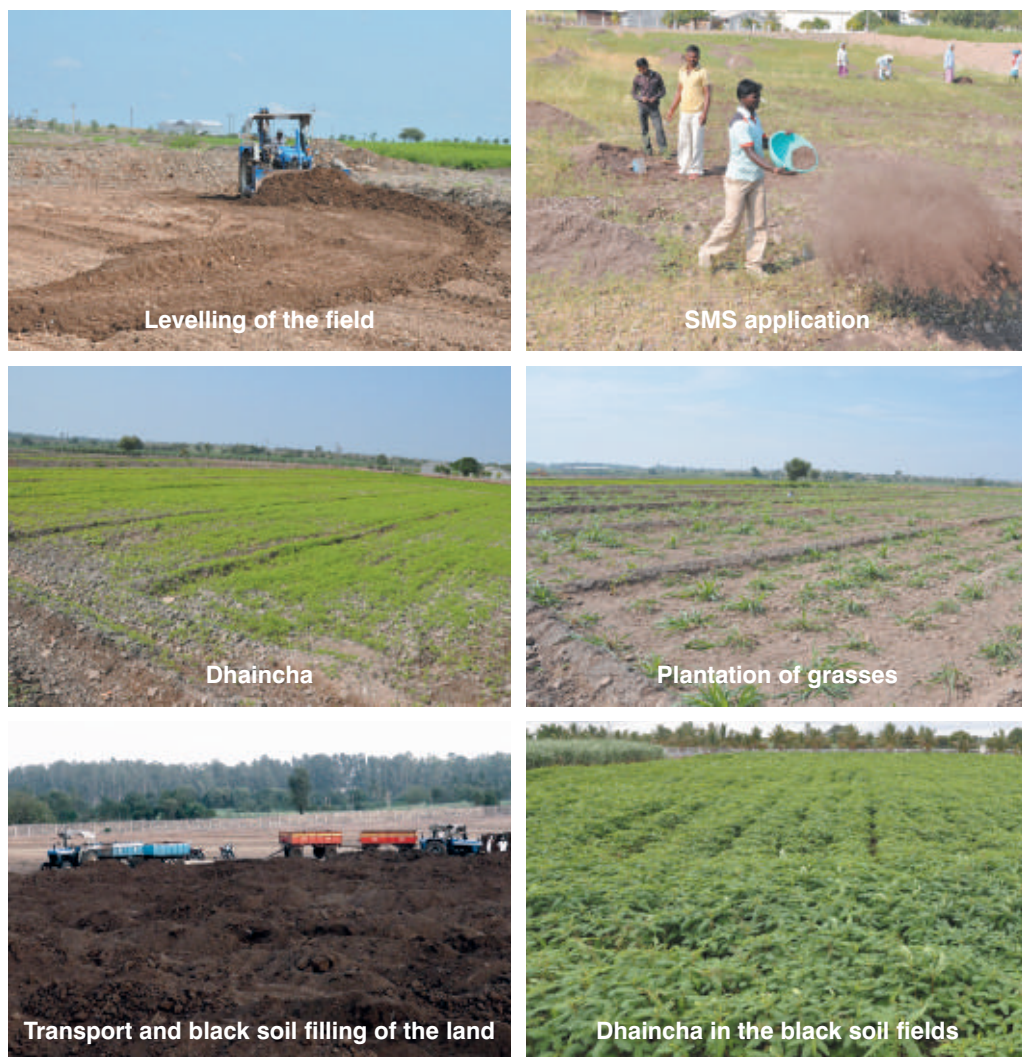 Levelling of the field
SMS application
Dhaincha
Plantation of grasses
Transport and black soil filling of the land
Dhaincha in the black soil fields